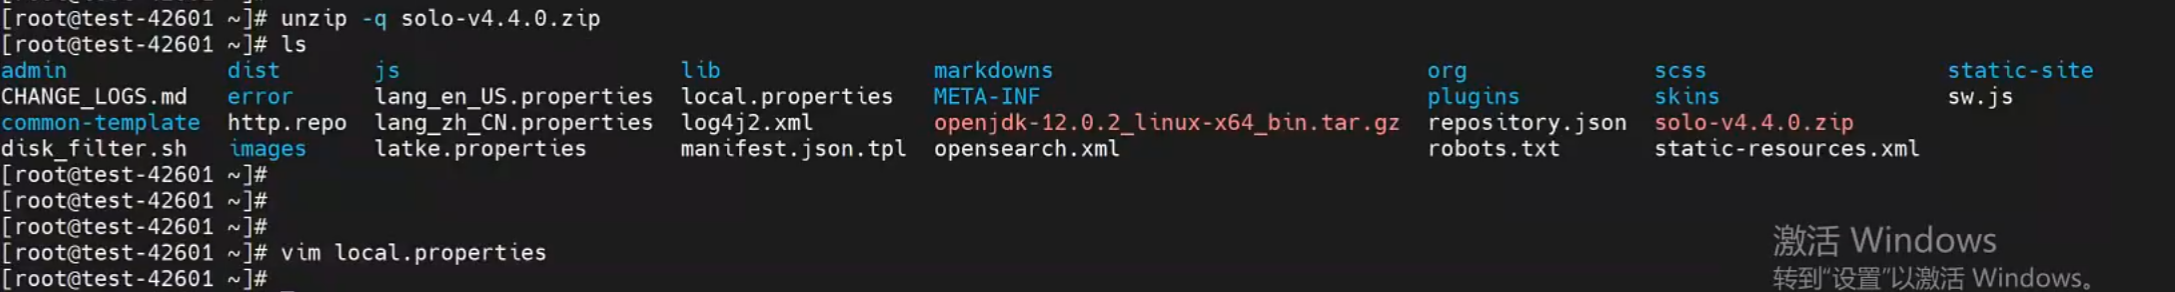 [root@test-42601 ~]# unzip -q solo-v4.4.0.zip
[root@test-42601 ~]# ls
admin dist js lib markdowns org scss static-site
CHANGE_LOGS.md error lang_en_US.properties local.properties META-INF plugins skins sw.js
common-template http.repo lang_zh_CN.properties log4j2.xml openjdk-12.0.2_linux-x64_bin.tar.gz repository.json solo-v4.4.0.zip
disk_filter.sh images latke.properties manifest.json.tpl opensearch.xml robots.txt static-resources.xml
[root@test-42601 ~]#
[root@test-42601 ~]#
[root@test-42601 ~]#
[root@test-42601 ~]# vim local.properties
[root@test-42601 ~]#
激活 Windows
转到“设置”以激活 Windows。